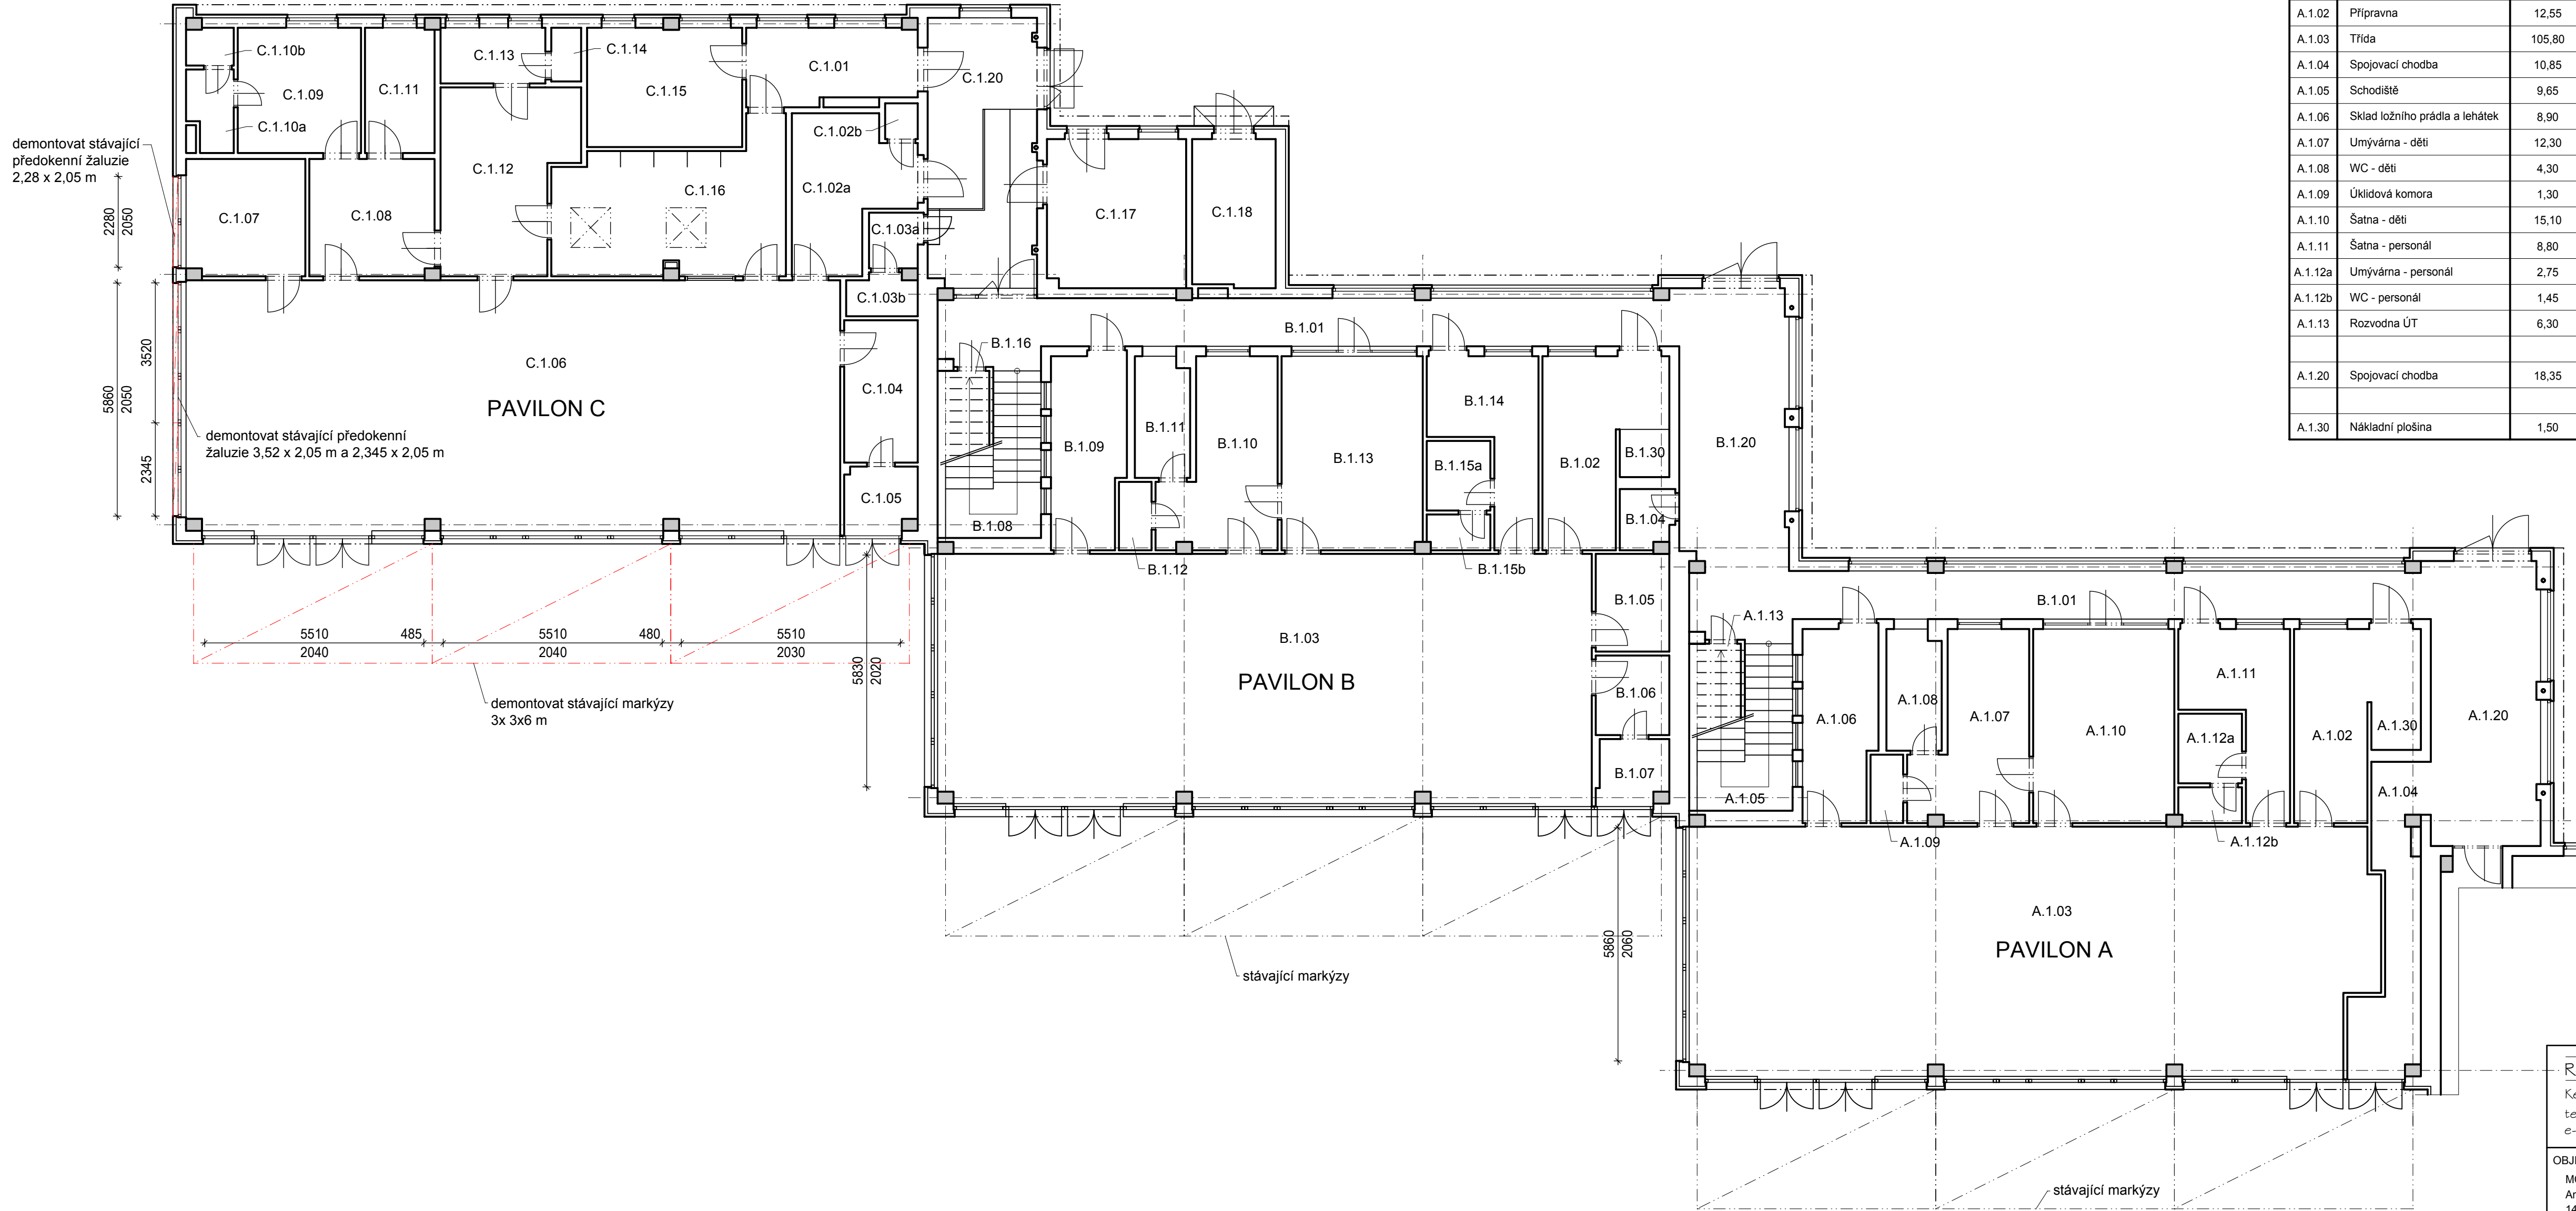 C.1.10b
C.1.09
C.1.10a
C.1.11
C.1.13
C.1.14
C.1.15
C.1.01
C.1.20
C.1.02b
C.1.12
C.1.16
C.1.02a
C.1.03a
C.1.03b
C.1.17
C.1.18
C.1.07
C.1.08
C.1.06
PAVILON C
C.1.04
C.1.05
demontovat stávající
předokenní žaluzie
2,28 x 2,05 m
2280
2050
5860
2050
3520
2345
demontovat stávající předokenní
žaluzie 3,52 x 2,05 m a 2,345 x 2,05 m
5510
2040
485
5510
2040
480
5510
2030
demontovat stávající markýzy
3x 3x6 m
B.1.01
B.1.16
B.1.08
B.1.09
B.1.11
B.1.10
B.1.13
B.1.14
B.1.15a
B.1.02
B.1.30
B.1.04
B.1.20
B.1.12
B.1.15b
B.1.05
B.1.03
PAVILON B
B.1.06
B.1.07
5830
2020
stávající markýzy
B.1.01
A.1.13
A.1.05
A.1.06
A.1.08
A.1.07
A.1.10
A.1.11
A.1.12a
A.1.02
A.1.30
A.1.20
A.1.04
A.1.09
A.1.12b
A.1.03
PAVILON A
5860
2060
stávající markýzy
A.1.02 Přípravna 12,55
A.1.03 Třída 105,80
A.1.04 Spojovací chodba 10,85
A.1.05 Schodiště 9,65
A.1.06 Sklad ložního prádla a lehátek 8,90
A.1.07 Umývárna - děti 12,30
A.1.08 WC - děti 4,30
A.1.09 Úklidová komora 1,30
A.1.10 Šatna - děti 15,10
A.1.11 Šatna - personál 8,80
A.1.12a Umývárna - personál 2,75
A.1.12b WC - personál 1,45
A.1.13 Rozvodna ÚT 6,30
A.1.20 Spojovací chodba 18,35
A.1.30 Nákladní plošina 1,50